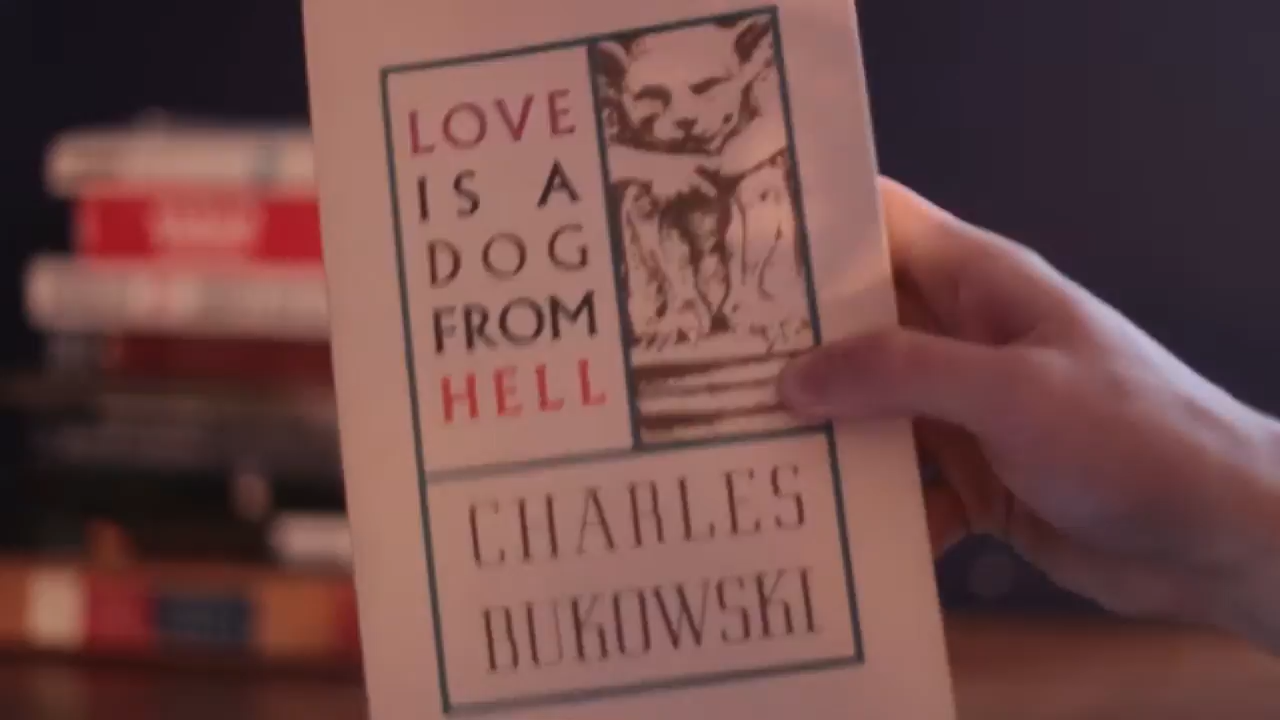 LOVE
IS A
DOG
FROM
HELL
CHARLES
BUKOWSKI